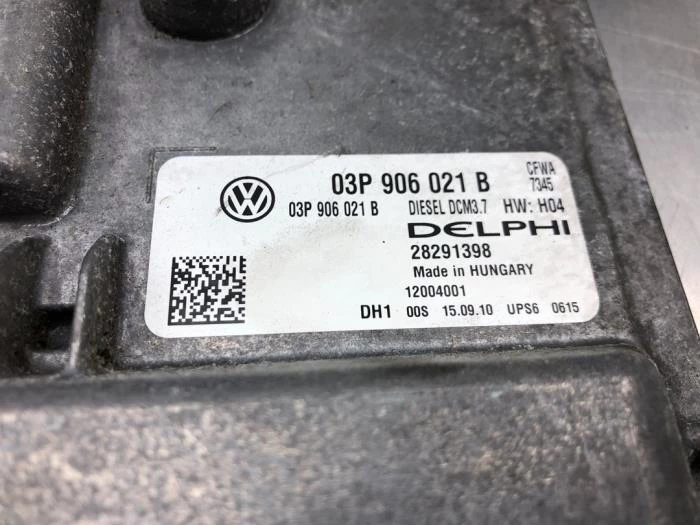 03P 906 021 B CFWA 7345
03P 906 021 B DIESEL DCM3.7 HW: H04
DELPHI
28291398
Made in HUNGARY
12004001
DH1 00S 15.09.10 UPS6 0615